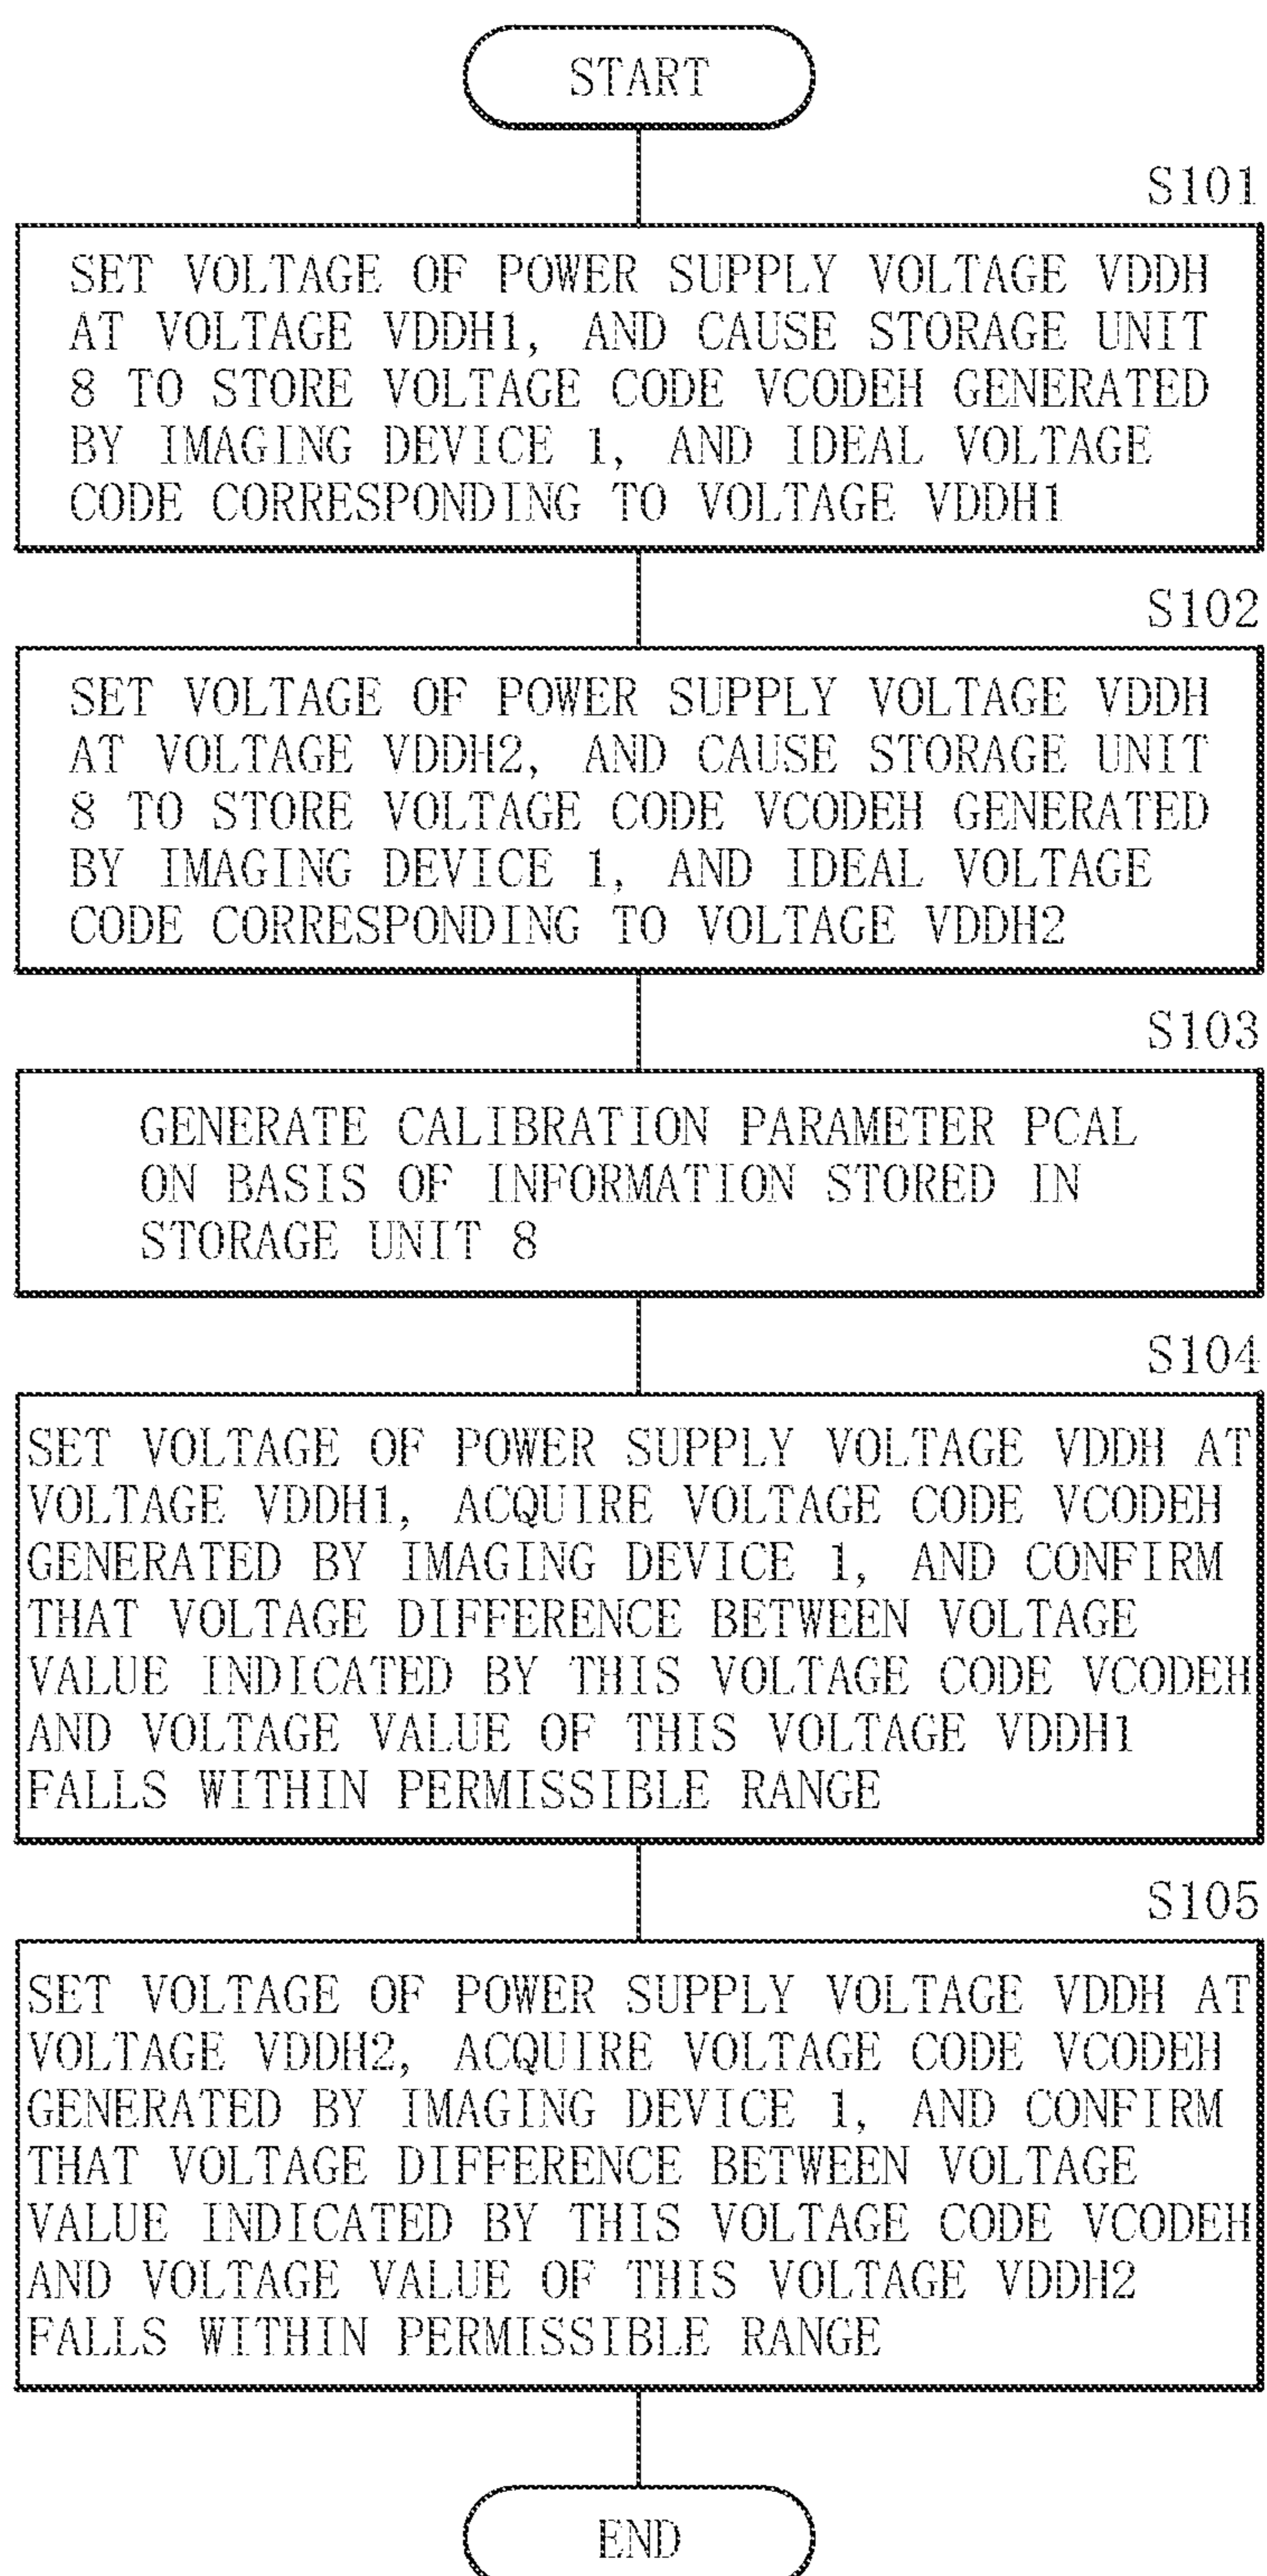 START
S101
SET VOLTAGE OF POWER SUPPLY VOLTAGE VDDH
AT VOLTAGE VDDH1, AND CAUSE STORAGE UNIT
8 TO STORE VOLTAGE CODE VCODEH GENERATED
BY IMAGING DEVICE 1, AND IDEAL VOLTAGE
CODE CORRESPONDING TO VOLTAGE VDDH1
S102
SET VOLTAGE OF POWER SUPPLY VOLTAGE VDDH
AT VOLTAGE VDDH2, AND CAUSE STORAGE UNIT
8 TO STORE VOLTAGE CODE VCODEH GENERATED
BY IMAGING DEVICE 1, AND IDEAL VOLTAGE
CODE CORRESPONDING TO VOLTAGE VDDH2
S103
GENERATE CALIBRATION PARAMETER PCAL
ON BASIS OF INFORMATION STORED IN
STORAGE UNIT 8
S104
SET VOLTAGE OF POWER SUPPLY VOLTAGE VDDH AT
VOLTAGE VDDH1, ACQUIRE VOLTAGE CODE VCODEH
GENERATED BY IMAGING DEVICE 1, AND CONFIRM
THAT VOLTAGE DIFFERENCE BETWEEN VOLTAGE
VALUE INDICATED BY THIS VOLTAGE CODE VCODEH
AND VOLTAGE VALUE OF THIS VOLTAGE VDDH1
FALLS WITHIN PERMISSIBLE RANGE
S105
SET VOLTAGE OF POWER SUPPLY VOLTAGE VDDH AT
VOLTAGE VDDH2, ACQUIRE VOLTAGE CODE VCODEH
GENERATED BY IMAGING DEVICE 1, AND CONFIRM
THAT VOLTAGE DIFFERENCE BETWEEN VOLTAGE
VALUE INDICATED BY THIS VOLTAGE CODE VCODEH
AND VOLTAGE VALUE OF THIS VOLTAGE VDDH2
FALLS WITHIN PERMISSIBLE RANGE
END